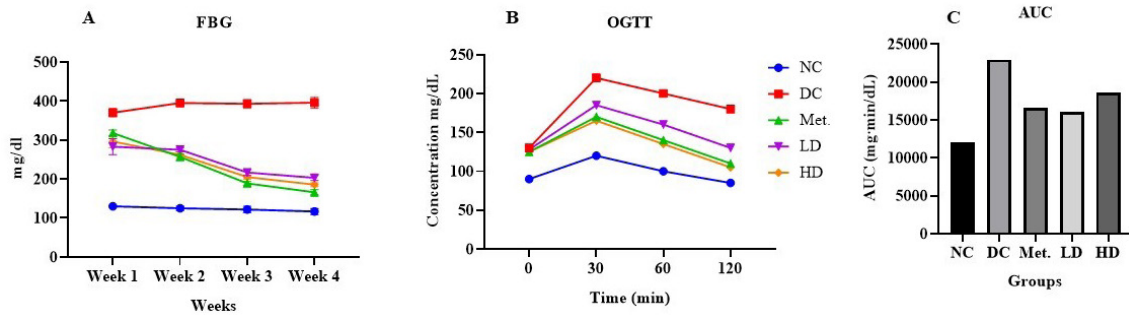 A
FBG
500
400
300
200
100
0
mg/dl
Week 1 Week 2 Week 3 Week 4
Weeks
B
OGTT
250
200
150
100
50
0
Concentration mg/dL
0 30 60 120
Time (min)
NC
DC
Met.
LD
HD
C
AUC
25000
20000
15000
10000
5000
0
AUC (mg·min/dL)
NC DC Met. LD HD
Groups